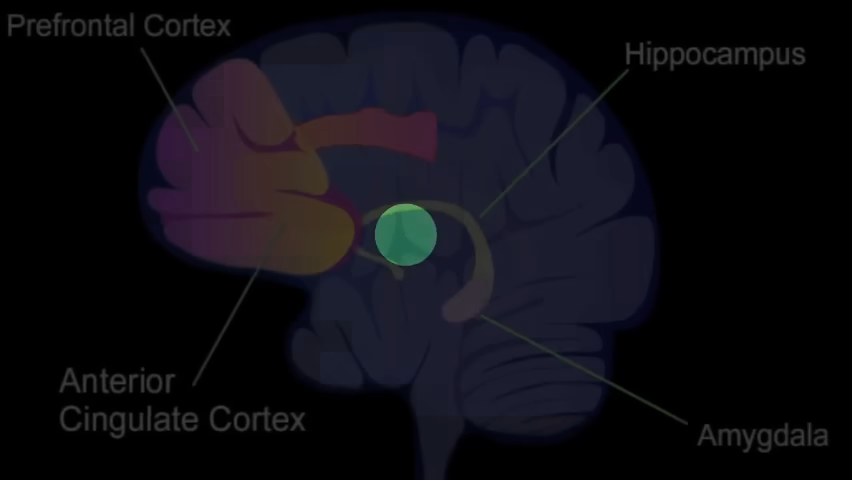 Prefrontal Cortex
Hippocampus
Anterior
Cingulate Cortex
Amygdala